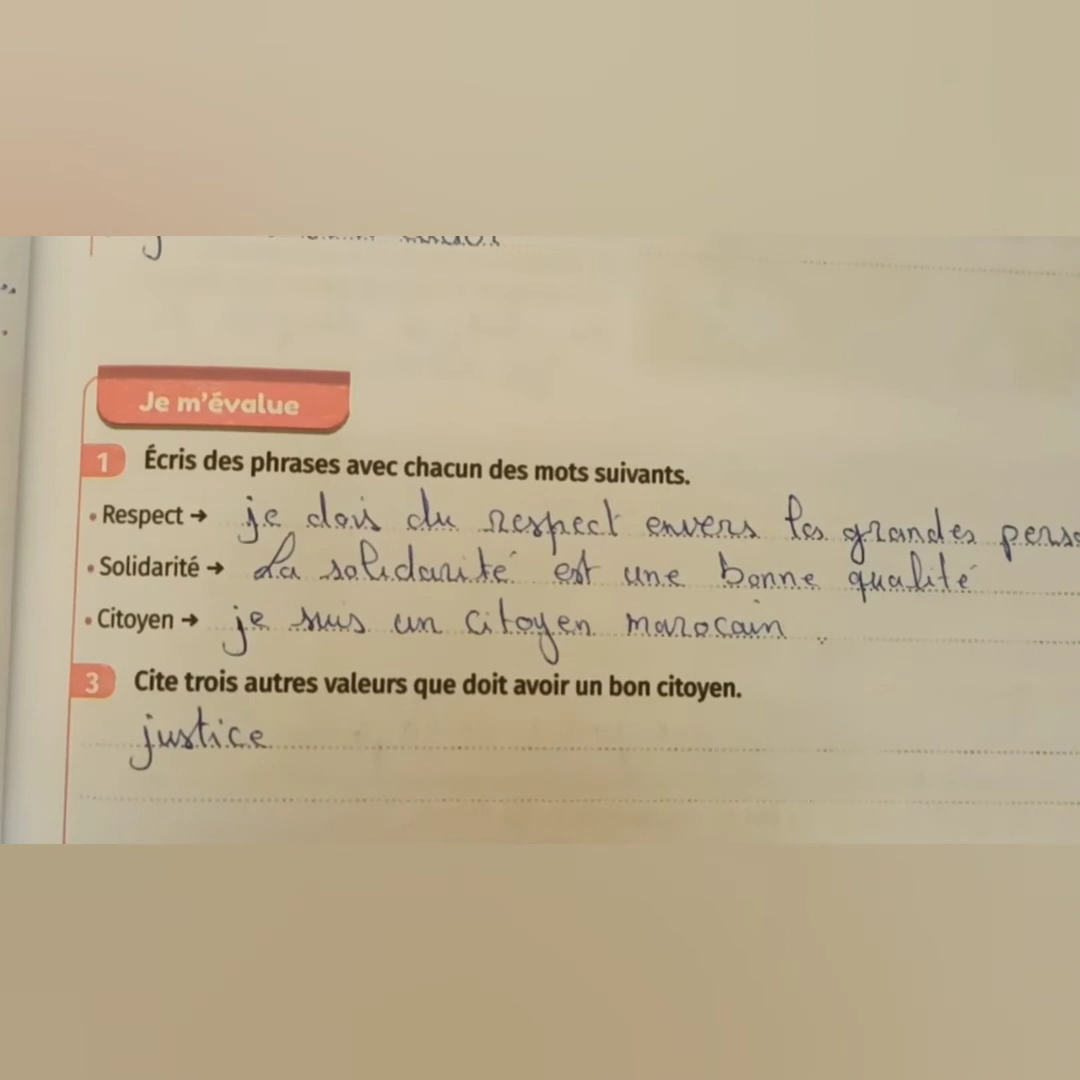 Je m'évalue
1 Écris des phrases avec chacun des mots suivants.
• Respect → je dois du respect envers les grandes perso
• Solidarité → La solidarité est une bonne qualité
• Citoyen → je suis un citoyen marocain
3 Cite trois autres valeurs que doit avoir un bon citoyen.
justice